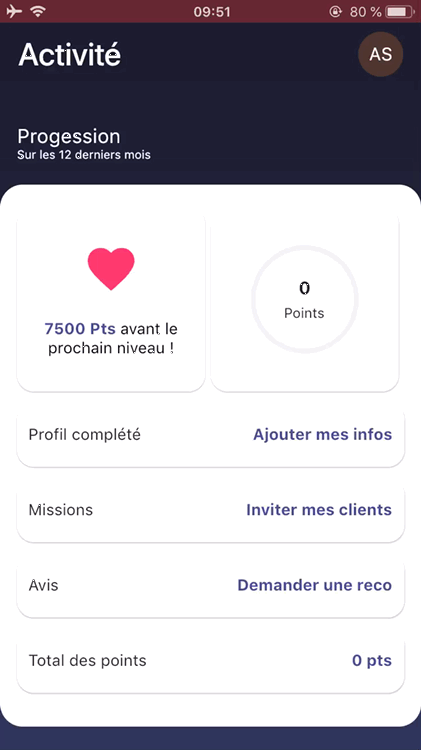 09:51
80 %
Activité
AS
Progession
Sur les 12 derniers mois
7500 Pts avant le
prochain niveau !
0
Points
Profil complété
Ajouter mes infos
Missions
Inviter mes clients
Avis
Demander une reco
Total des points
0 pts